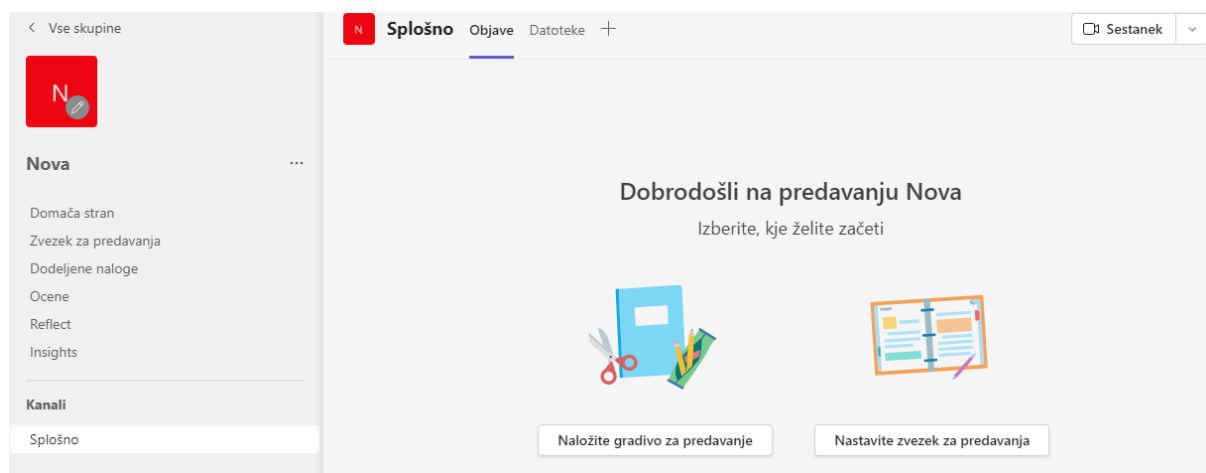 Vse skupine
N
Nova
Domača stran
Zvezek za predavanja
Dodeljene naloge
Ocene
Reflect
Insights
Kanali
Splošno
N Splošno Objave Datoteke
Sestanek
Dobrodošli na predavanju Nova
Izberite, kje želite začeti
Naložite gradivo za predavanje
Nastavite zvezek za predavanja